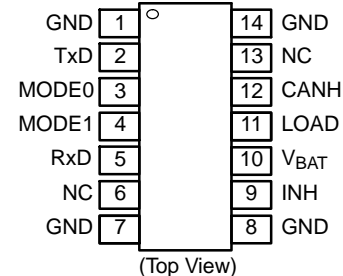 GND 1 14 GND
TxD 2 13 NC
MODE0 3 12 CANH
MODE1 4 11 LOAD
RxD 5 10 VBAT
NC 6 9 INH
GND 7 8 GND
(Top View)